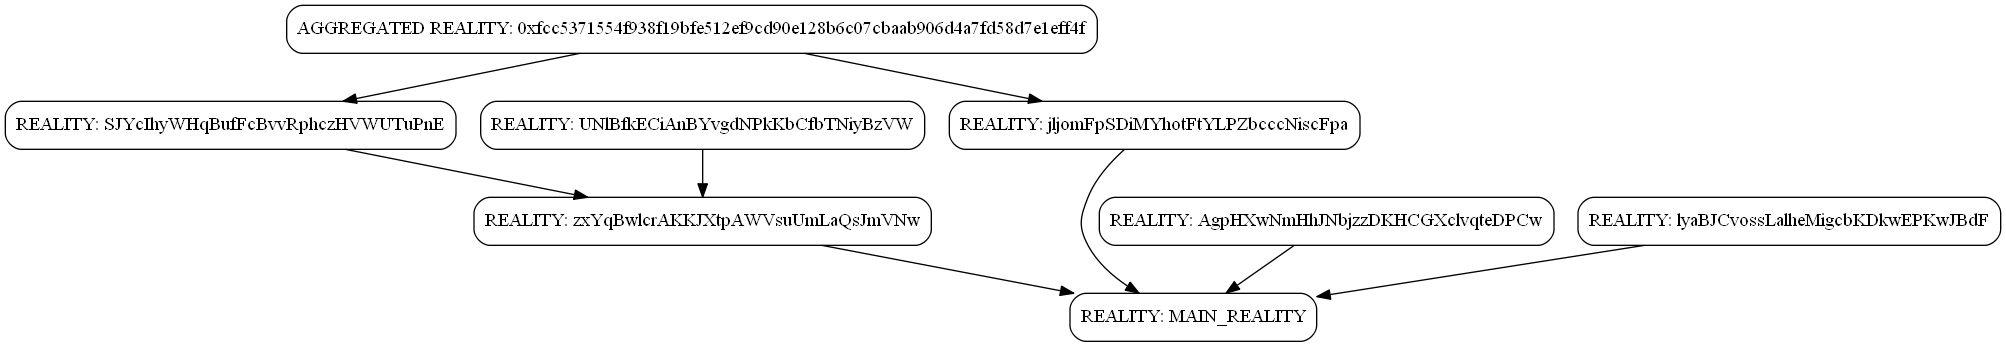 AGGREGATED REALITY: 0xfcc5371554f938f19bfe512ef9cd90e128b6c07cbaab906d4a7fd58d7e1eff4f
REALITY: SJYcIhyWHqBufFcBvvRphczHVWUTuPnE
REALITY: UNlBfkECiAnBYvgdNPkKbCfbTNiyBzVW
REALITY: jljomFpSDiMYhotFtYLPZbcccNiscFpa
REALITY: zxYqBwlcrAKKJXtpAWVsuUmLaQsJmVNw
REALITY: AgpHXwNmHhJNbjzzDKHCGXclvqteDPCw
REALITY: lyaBJCvossLalheMigcbKDkwEPKwJBdF
REALITY: MAIN_REALITY